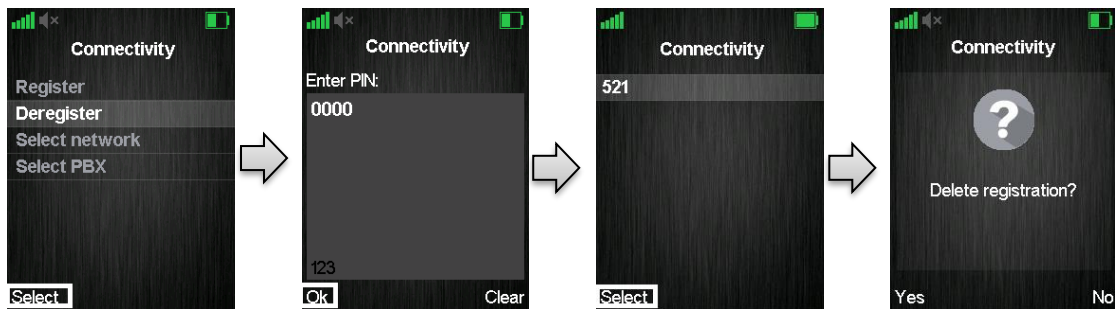 Connectivity
Register
Deregister
Select network
Select PBX
Select
Connectivity
Enter PIN:
0000
123
Ok Clear
Connectivity
521
Select
Connectivity
?
Delete registration?
Yes No